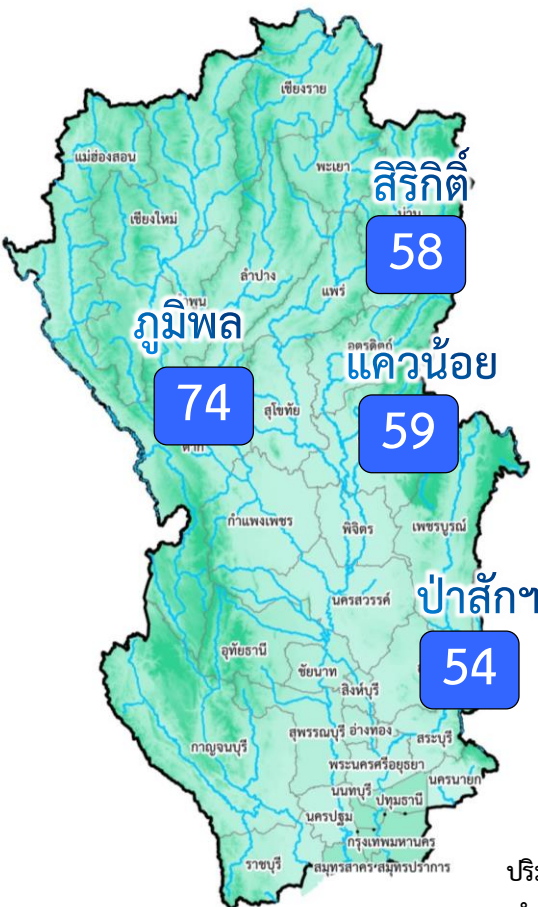 เชียงราย
แม่ฮ่องสอน
พะเยา
สิริกิติ์
น่าน
เชียงใหม่
58
ลำปาง
แพร่
ลำพูน
ภูมิพล
อุตรดิตถ์
แควน้อย
74
สุโขทัย
59
ตาก
กำแพงเพชร
พิจิตร
เพชรบูรณ์
นครสวรรค์
ป่าสักฯ
อุทัยธานี
54
ชัยนาท
สิงห์บุรี
สุพรรณบุรี อ่างทอง
สระบุรี
กาญจนบุรี
พระนครศรีอยุธยา
นครนายก
นนทบุรี
ปทุมธานี
นครปฐม
กรุงเทพมหานคร
ราชบุรี
สมุทรสาคร สมุทรปราการ